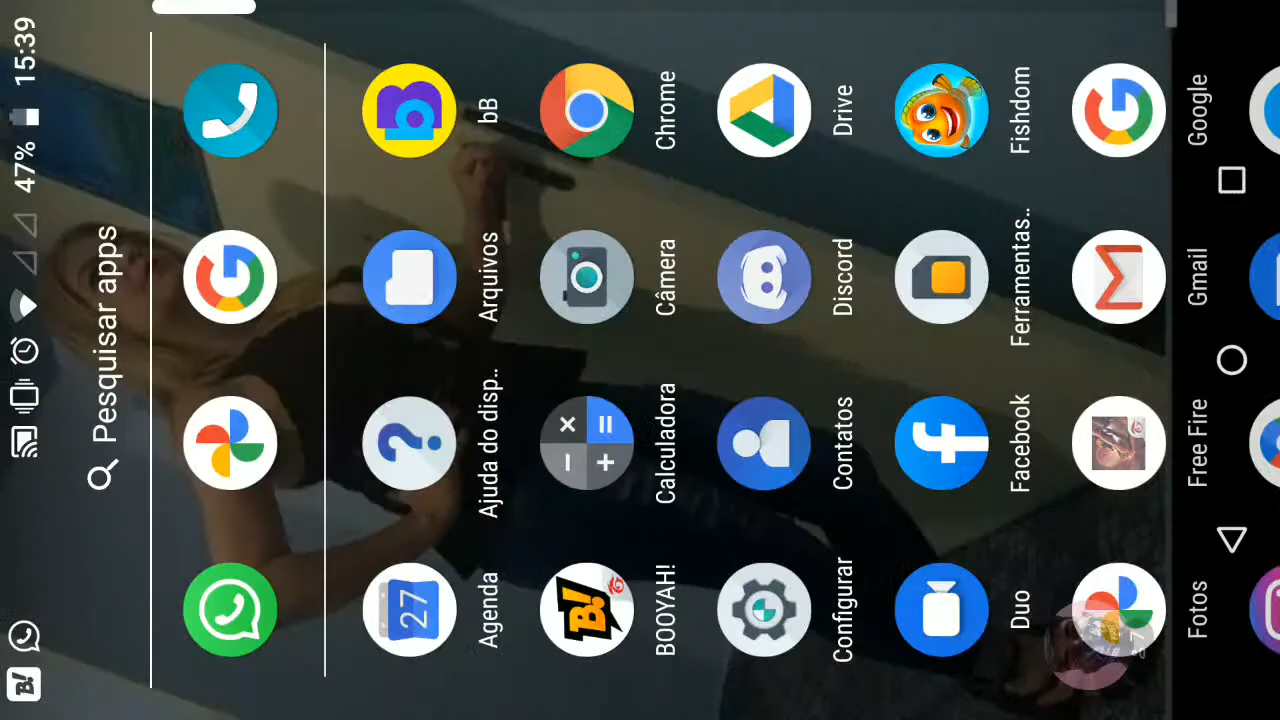 15:39
47%
B!
Pesquisar apps
27
Agenda
Ajuda do disp..
Arquivos
bB
B!
BOOYAH!
Calculadora
Câmera
Chrome
Configurar
Contatos
Discord
Drive
Duo
Facebook
Ferramentas..
Fishdom
Fotos
Free Fire
Gmail
Google